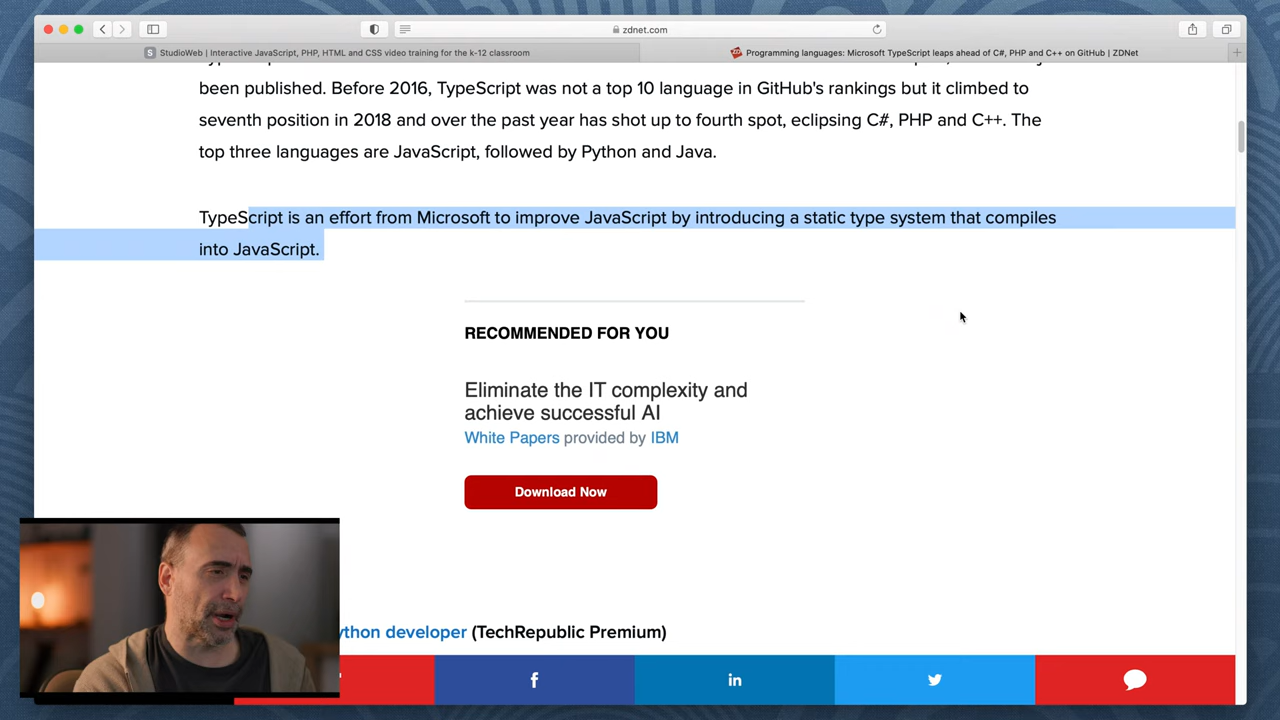 zdnet.com
StudioWeb | Interactive JavaScript, PHP, HTML and CSS video training for the k-12 classroom
Programming languages: Microsoft TypeScript leaps ahead of C#, PHP and C++ on GitHub | ZDNet
been published. Before 2016, TypeScript was not a top 10 language in GitHub's rankings but it climbed to
seventh position in 2018 and over the past year has shot up to fourth spot, eclipsing C#, PHP and C++. The
top three languages are JavaScript, followed by Python and Java.
TypeScript is an effort from Microsoft to improve JavaScript by introducing a static type system that compiles
into JavaScript.
RECOMMENDED FOR YOU
Eliminate the IT complexity and
achieve successful AI
White Papers provided by IBM
Download Now
ython developer (TechRepublic Premium)